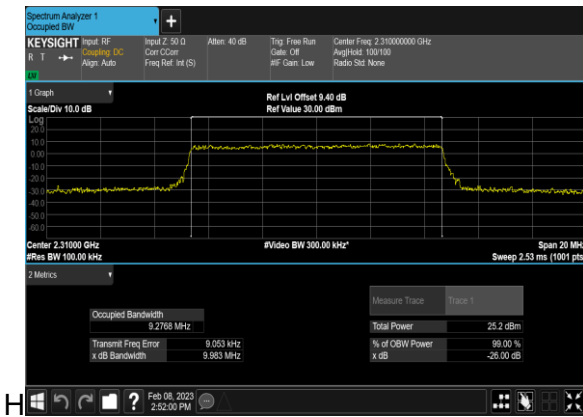 Spectrum Analyzer 1
Occupied BW
+
KEYSIGHT Input: RF Input Z: 50 Ω Atten: 40 dB Trig: Free Run Center Freq: 2.310000000 GHz
R T Coupling: DC Corr CCorr Gate: Off Avg|Hold: 100/100
Align: Auto Freq Ref: Int (S) #IF Gain: Low Radio Std: None
1 Graph
Ref Lvl Offset 9.40 dB
Scale/Div 10.0 dB Ref Value 30.00 dBm
Log
20.0
10.0
0.00
-10.0
-20.0
-30.0
-40.0
-50.0
-60.0
Center 2.31000 GHz #Video BW 300.00 kHz* Span 20 MHz
#Res BW 100.00 kHz Sweep 2.53 ms (1001 pts
2 Metrics
Measure Trace Trace 1
Occupied Bandwidth
9.2768 MHz Total Power 25.2 dBm
Transmit Freq Error 9.053 kHz % of OBW Power 99.00 %
x dB Bandwidth 9.983 MHz x dB -26.00 dB
H ? Feb 08, 2023
2:52:00 PM